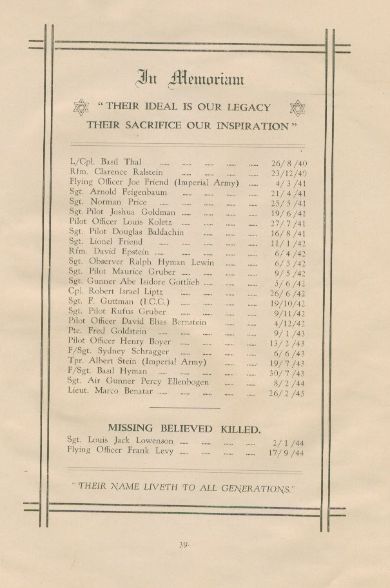 In Memoriam
"THEIR IDEAL IS OUR LEGACY
THEIR SACRIFICE OUR INSPIRATION"
L/Cpl. Basil Thal .... .... .... .... .... 26/ 8 /40
Rfm. Clarence Ralstein .... .... .... .... 23/12/40
Flying Officer Joe Friend (Imperial Army) .... 4/ 3 /41
Sgt. Arnold Feigenbaum .... .... .... .... 21/ 4 /41
Sgt. Norman Price .... .... .... .... 25/ 5 /41
Sgt. Pilot Joshua Goldman .... .... .... .... 19/ 6 /41
Pilot Officer Louis Koletz .... .... .... .... 27/ 7 /41
Sgt. Pilot Douglas Baldachin .... .... .... 16/ 8 /41
Sgt. Lionel Friend .... .... .... .... 11/ 1 /42
Rfm. David Epstein .... .... .... .... .... 6/ 4 /42
Sgt. Observer Ralph Hyman Lewin .... .... 6/ 5 /42
Sgt. Pilot Maurice Gruber .... .... .... .... 9/ 5 /42
Sgt. Gunner Abe Isidore Gottlieb .... .... .... 5/ 6 /42
Cpl. Robert Israel Liptz .... .... .... .... 26/ 6 /42
Sgt. F. Guttman (I.C.C.) .... .... .... .... 19/10/42
Sgt. Pilot Rufus Gruber .... .... .... .... 9/11/42
Pilot Officer David Elias Bernstein .... .... 4/12/42
Pte. Fred Goldstein .... .... .... .... 9/ 1 /43
Pilot Officer Henry Boyer .... .... .... .... 13/ 2 /43
F/Sgt. Sydney Schragger .... .... .... .... 6/ 6 /43
Tpr. Albert Stein (Imperial Army) .... .... 19/ 7 /43
F/Sgt. Basil Hyman .... .... .... .... .... 30/ 7 /43
Sgt. Air Gunner Percy Ellenbogen .... .... 8/ 2 /44
Lieut. Marco Benatar .... .... .... .... .... 26/ 2 /45
MISSING BELIEVED KILLED.
Sgt. Louis Jack Lowenson .... .... .... .... 2/ 1 /44
Flying Officer Frank Levy .... .... .... .... 17/ 9 /44
"THEIR NAME LIVETH TO ALL GENERATIONS."
39.